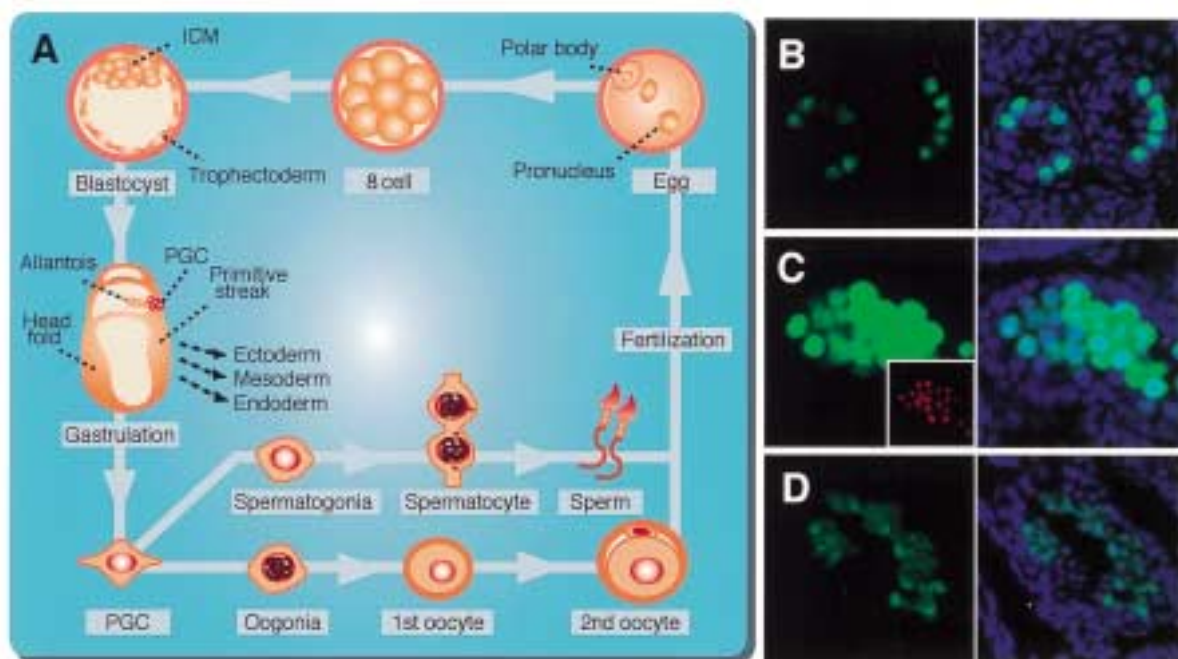 A
ICM
Polar body
Trophectoderm
Pronucleus
Blastocyst
8 cell
Egg
Allantois
PGC
Primitive
streak
Head
fold
Ectoderm
Mesoderm
Endoderm
Fertilization
Gastrulation
Spermatogonia
Spermatocyte
Sperm
PGC
Oogonia
1st oocyte
2nd oocyte
B
C
D